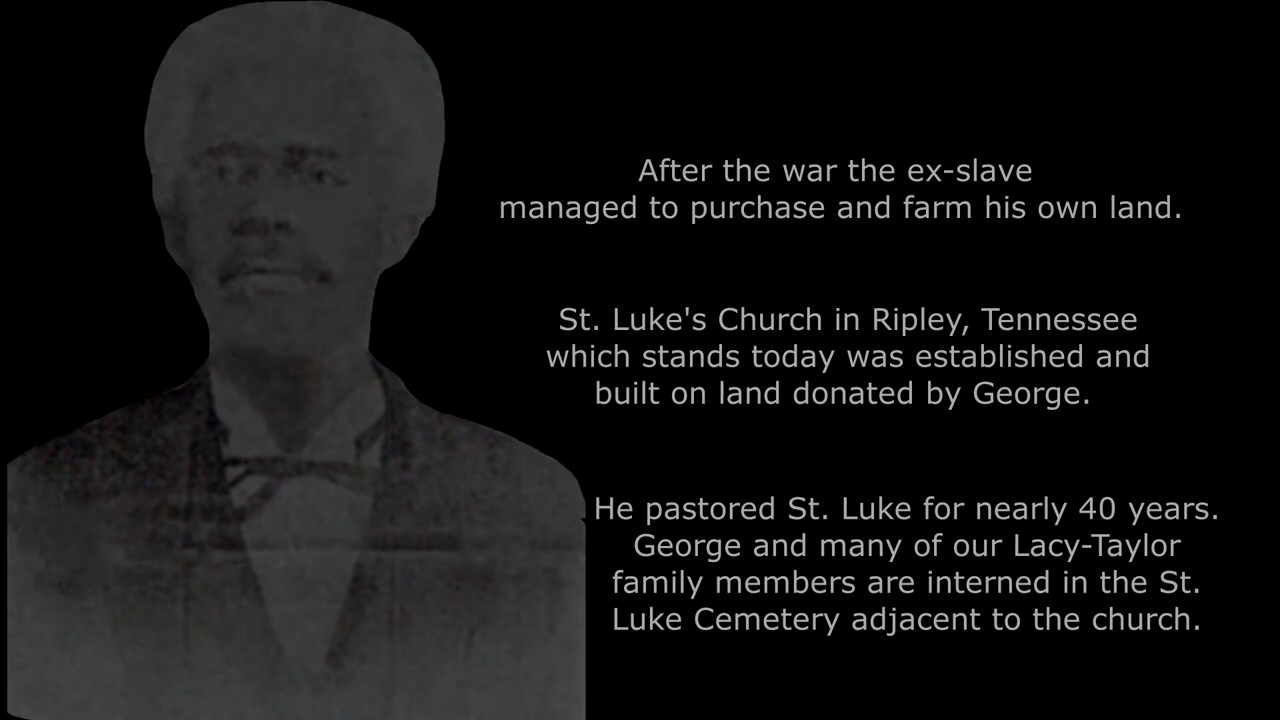 After the war the ex-slave
managed to purchase and farm his own land.
St. Luke's Church in Ripley, Tennessee
which stands today was established and
built on land donated by George.
He pastored St. Luke for nearly 40 years.
George and many of our Lacy-Taylor
family members are interned in the St.
Luke Cemetery adjacent to the church.